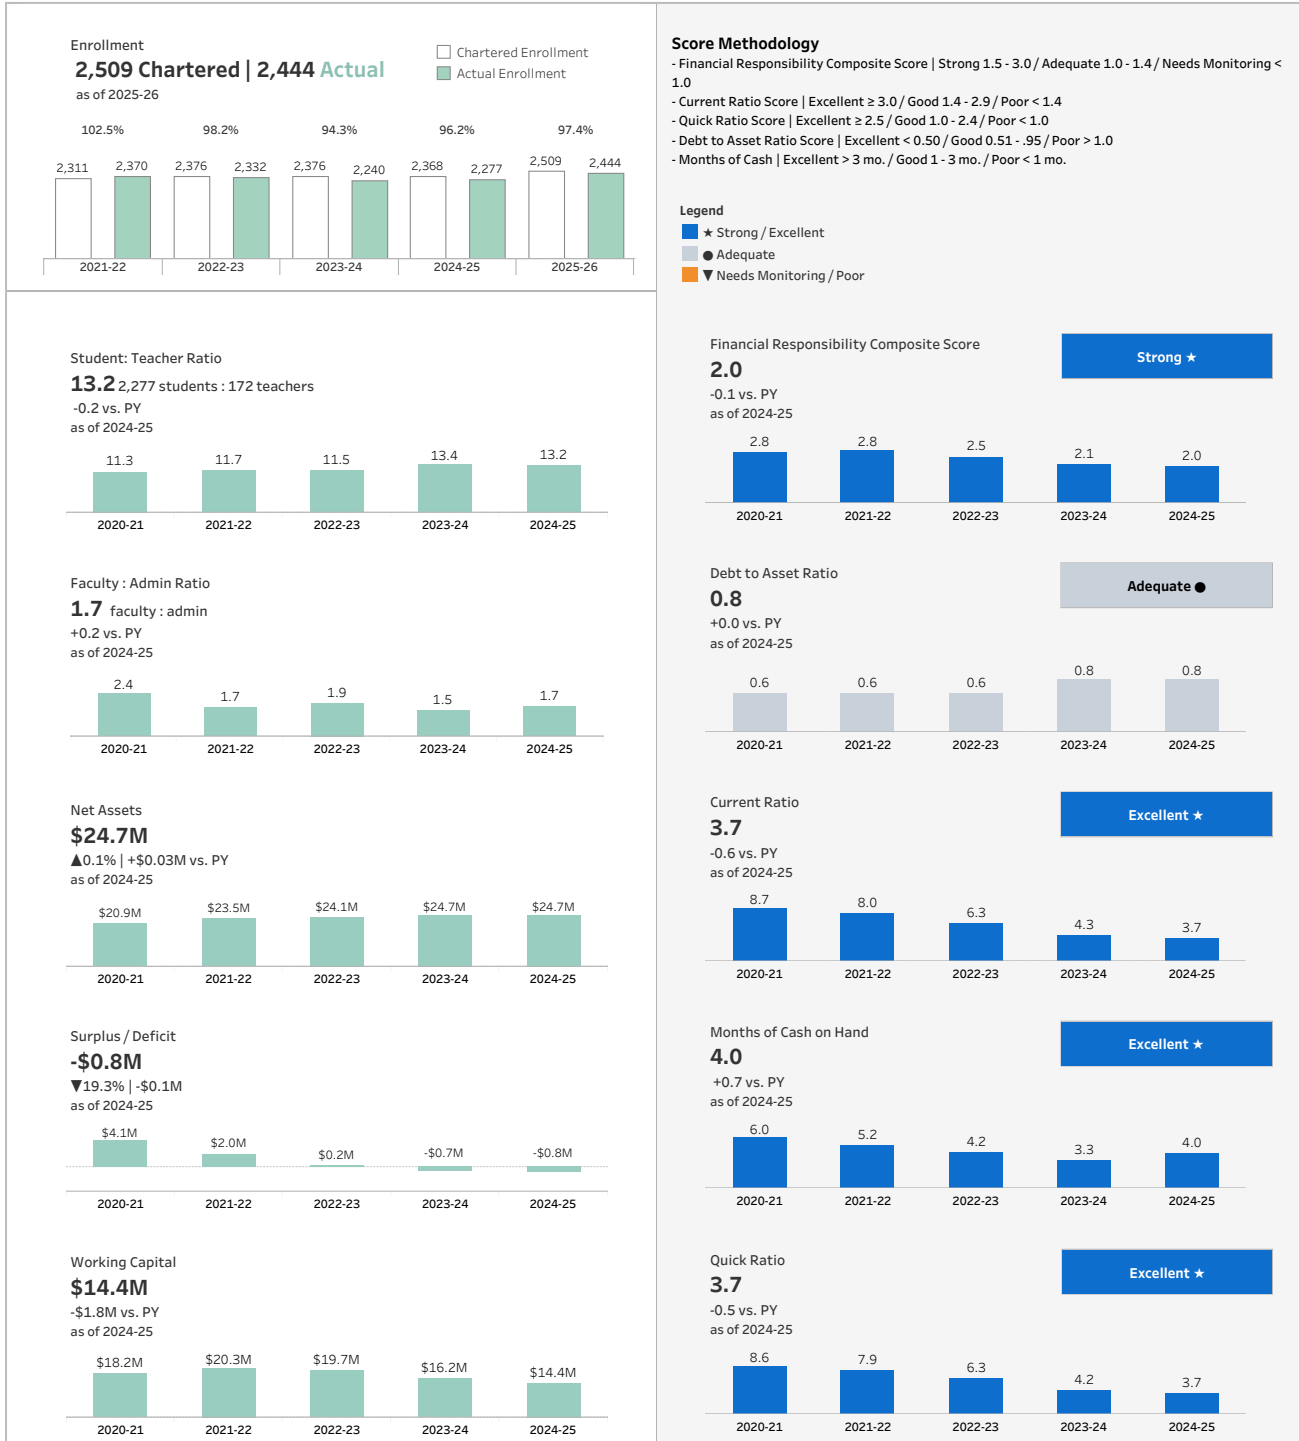 Enrollment
2,509 Chartered | 2,444 Actual
as of 2025-26
Chartered Enrollment
Actual Enrollment
102.5% 98.2% 94.3% 96.2% 97.4%
2,311 2,370 2,376 2,332 2,376 2,240 2,368 2,277 2,509 2,444
2021-22 2022-23 2023-24 2024-25 2025-26
Score Methodology
- Financial Responsibility Composite Score | Strong 1.5 - 3.0 / Adequate 1.0 - 1.4 / Needs Monitoring <
1.0
- Current Ratio Score | Excellent ≥ 3.0 / Good 1.4 - 2.9 / Poor < 1.4
- Quick Ratio Score | Excellent ≥ 2.5 / Good 1.0 - 2.4 / Poor < 1.0
- Debt to Asset Ratio Score | Excellent < 0.50 / Good 0.51 - .95 / Poor > 1.0
- Months of Cash | Excellent > 3 mo. / Good 1 - 3 mo. / Poor < 1 mo.
Legend
★ Strong / Excellent
● Adequate
▼ Needs Monitoring / Poor
Student: Teacher Ratio
13.2 2,277 students : 172 teachers
-0.2 vs. PY
as of 2024-25
11.3 11.7 11.5 13.4 13.2
2020-21 2021-22 2022-23 2023-24 2024-25
Faculty : Admin Ratio
1.7 faculty : admin
+0.2 vs. PY
as of 2024-25
2.4 1.7 1.9 1.5 1.7
2020-21 2021-22 2022-23 2023-24 2024-25
Net Assets
$24.7M
▲0.1% | +$0.03M vs. PY
as of 2024-25
$20.9M $23.5M $24.1M $24.7M $24.7M
2020-21 2021-22 2022-23 2023-24 2024-25
Surplus / Deficit
-$0.8M
▼19.3% | -$0.1M
as of 2024-25
$4.1M $2.0M $0.2M -$0.7M -$0.8M
2020-21 2021-22 2022-23 2023-24 2024-25
Working Capital
$14.4M
-$1.8M vs. PY
as of 2024-25
$18.2M $20.3M $19.7M $16.2M $14.4M
2020-21 2021-22 2022-23 2023-24 2024-25
Financial Responsibility Composite Score
Strong ★
2.0
-0.1 vs. PY
as of 2024-25
2.8 2.8 2.5 2.1 2.0
2020-21 2021-22 2022-23 2023-24 2024-25
Debt to Asset Ratio
Adequate ●
0.8
+0.0 vs. PY
as of 2024-25
0.6 0.6 0.6 0.8 0.8
2020-21 2021-22 2022-23 2023-24 2024-25
Current Ratio
Excellent ★
3.7
-0.6 vs. PY
as of 2024-25
8.7 8.0 6.3 4.3 3.7
2020-21 2021-22 2022-23 2023-24 2024-25
Months of Cash on Hand
Excellent ★
4.0
+0.7 vs. PY
as of 2024-25
6.0 5.2 4.2 3.3 4.0
2020-21 2021-22 2022-23 2023-24 2024-25
Quick Ratio
Excellent ★
3.7
-0.5 vs. PY
as of 2024-25
8.6 7.9 6.3 4.2 3.7
2020-21 2021-22 2022-23 2023-24 2024-25